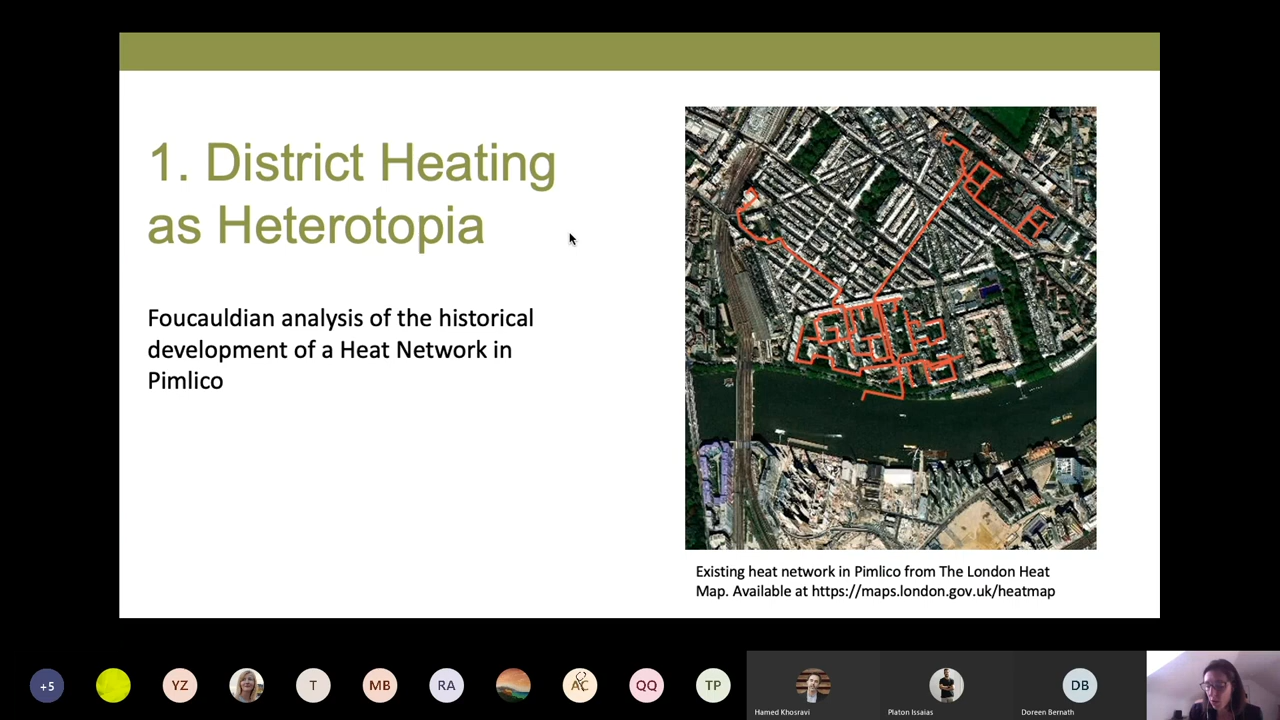 1. District Heating
as Heterotopia
Foucauldian analysis of the historical
development of a Heat Network in
Pimlico
Existing heat network in Pimlico from The London Heat
Map. Available at https://maps.london.gov.uk/heatmap
+5
YZ
T
MB
RA
AC
QQ
TP
DB
Hamed Khosravi
Platon Issaias
Doreen Bernath